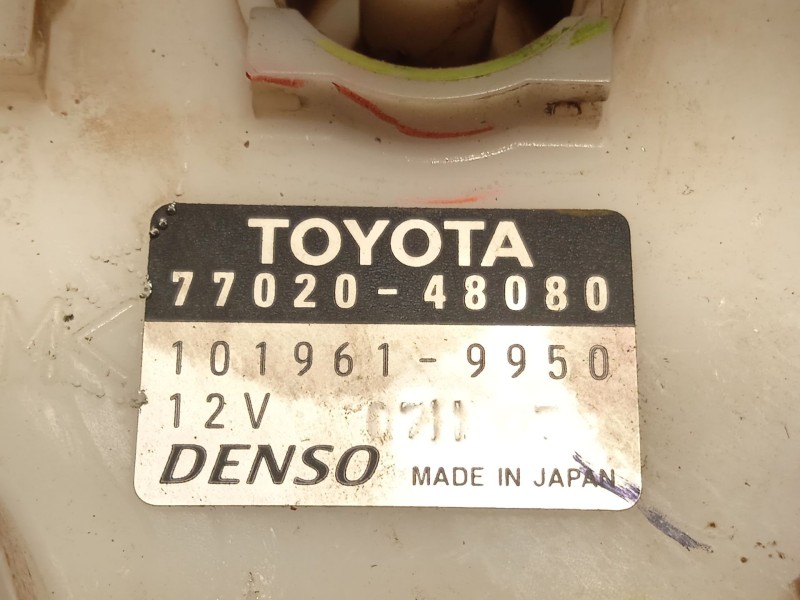 TOYOTA
77020-48080
101961-9950
12V
DENSO MADE IN JAPAN